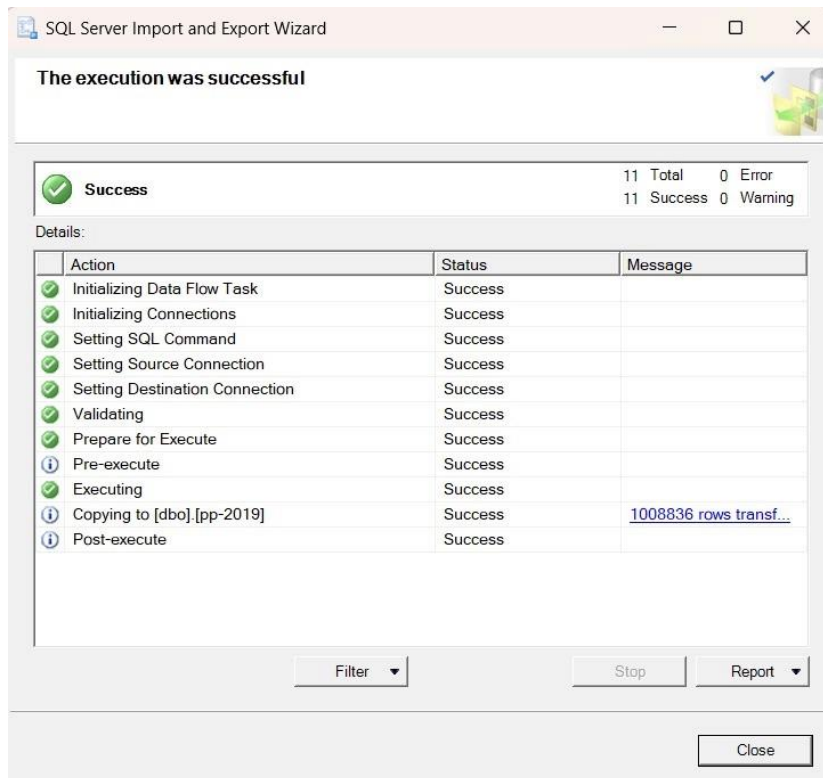 SQL Server Import and Export Wizard
The execution was successful
Success
11 Total 0 Error
11 Success 0 Warning
Details:
Action Status Message
Initializing Data Flow Task Success
Initializing Connections Success
Setting SQL Command Success
Setting Source Connection Success
Setting Destination Connection Success
Validating Success
Prepare for Execute Success
Pre-execute Success
Executing Success
Copying to [dbo].[pp-2019] Success 1008836 rows transf...
Post-execute Success
Filter Stop Report
Close